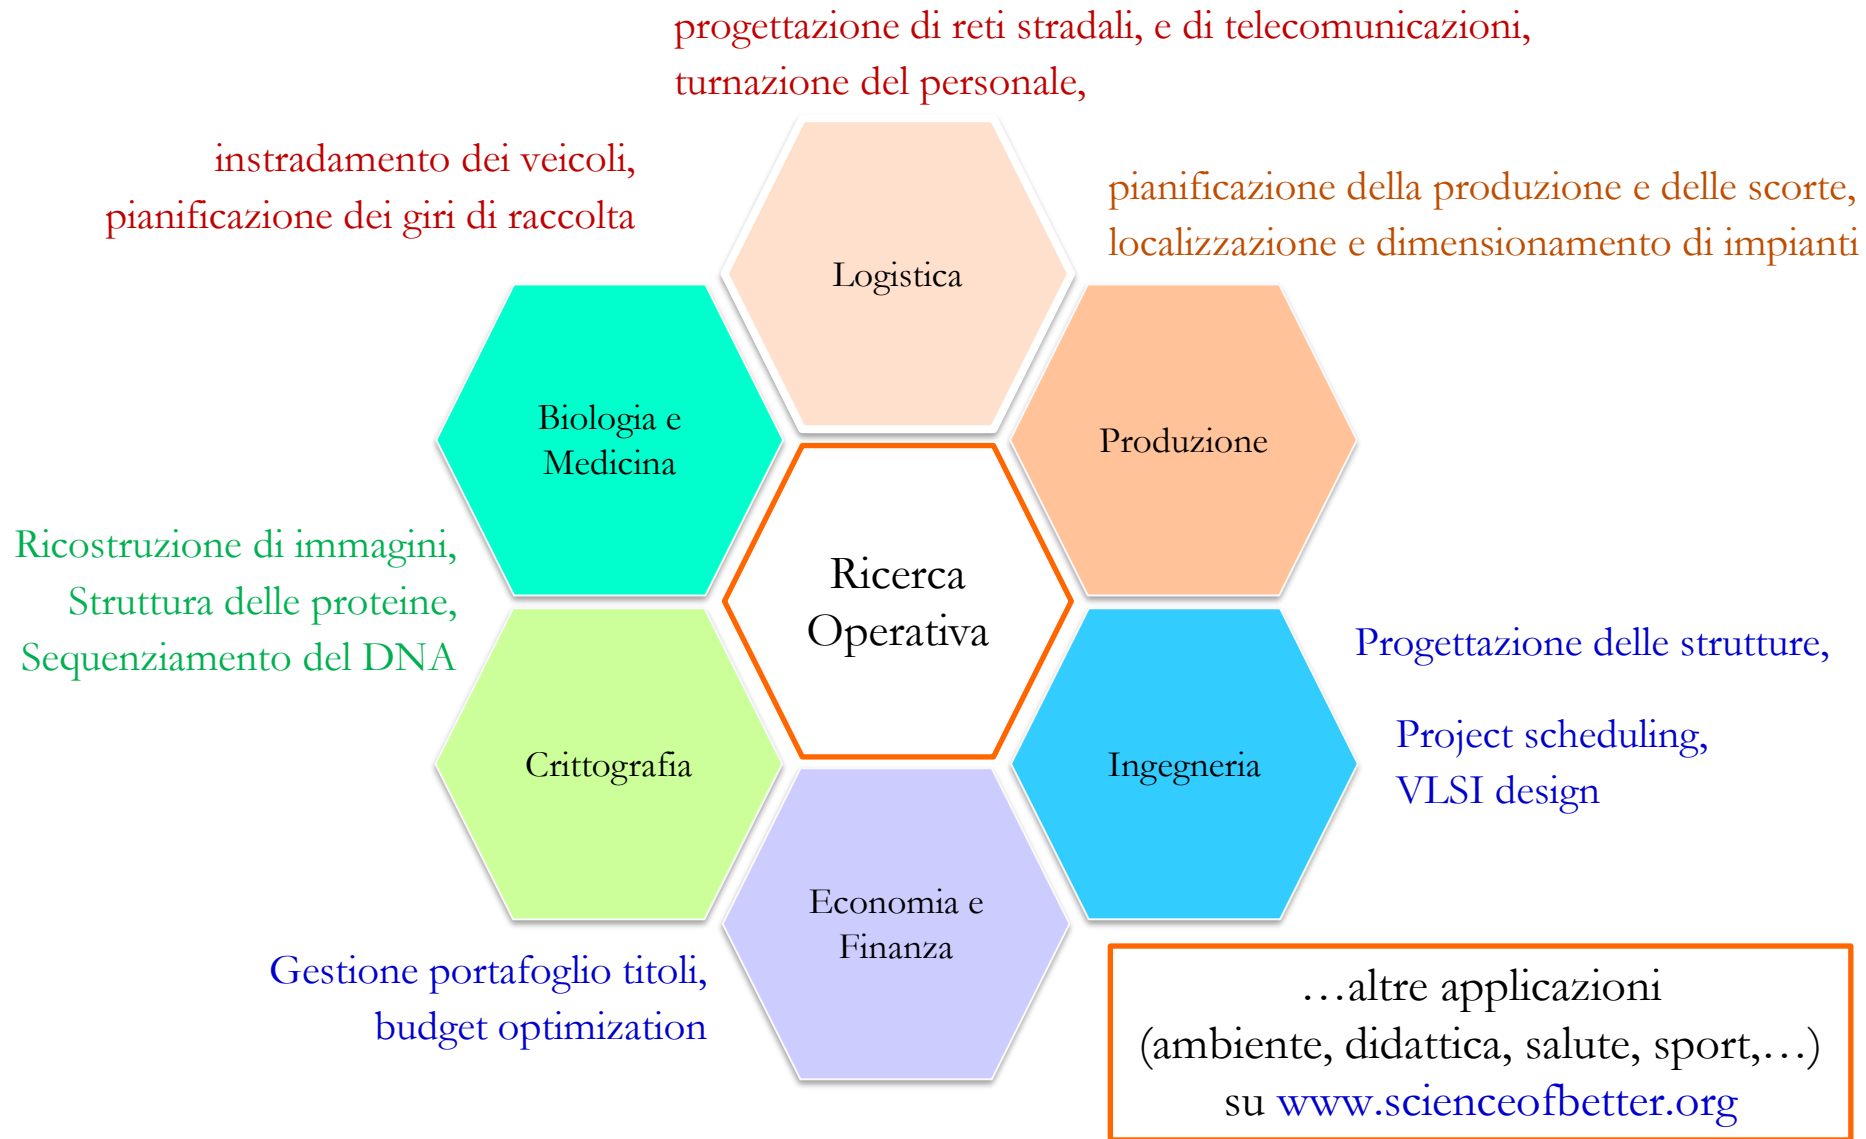 progettazione di reti stradali, e di telecomunicazioni,
turnazione del personale,
instradamento dei veicoli,
pianificazione dei giri di raccolta
pianificazione della produzione e delle scorte,
localizzazione e dimensionamento di impianti
Logistica
Biologia e
Medicina
Produzione
Ricostruzione di immagini,
Struttura delle proteine,
Sequenziamento del DNA
Ricerca
Operativa
Progettazione delle strutture,
Project scheduling,
VLSI design
Crittografia
Ingegneria
Economia e
Finanza
Gestione portafoglio titoli,
budget optimization
…altre applicazioni
(ambiente, didattica, salute, sport,…)
su www.scienceofbetter.org